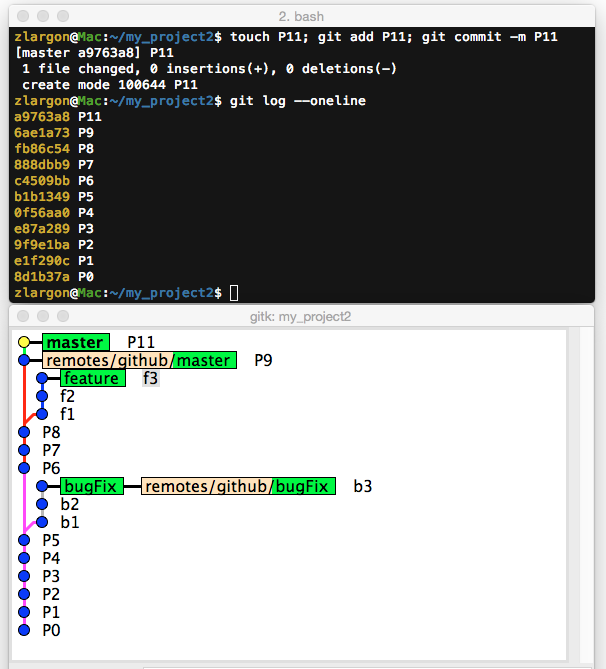 2. bash
zlargon@Mac:~/my_project2$ touch P11; git add P11; git commit -m P11
[master a9763a8] P11
 1 file changed, 0 insertions(+), 0 deletions(-)
 create mode 100644 P11
zlargon@Mac:~/my_project2$ git log --oneline
a9763a8 P11
6ae1a73 P9
fb86c54 P8
888dbb9 P7
c4509bb P6
b1b1349 P5
0f56aa0 P4
e87a289 P3
9f9e1ba P2
e1f290c P1
8d1b37a P0
zlargon@Mac:~/my_project2$
gitk: my_project2
master P11
remotes/github/master P9
feature f3
f2
f1
P8
P7
P6
bugFix remotes/github/bugFix b3
b2
b1
P5
P4
P3
P2
P1
P0